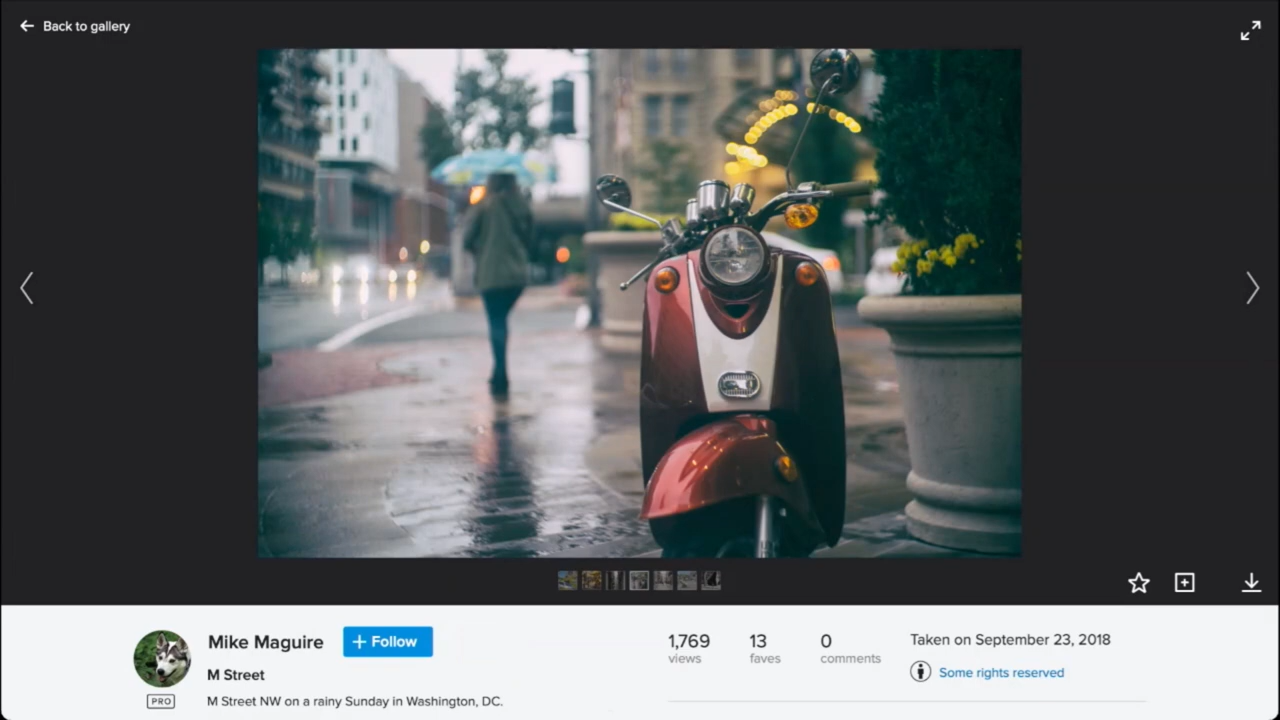 Back to gallery
Mike Maguire
+ Follow
M Street
PRO
M Street NW on a rainy Sunday in Washington, DC.
1,769
views
13
faves
0
comments
Taken on September 23, 2018
Some rights reserved